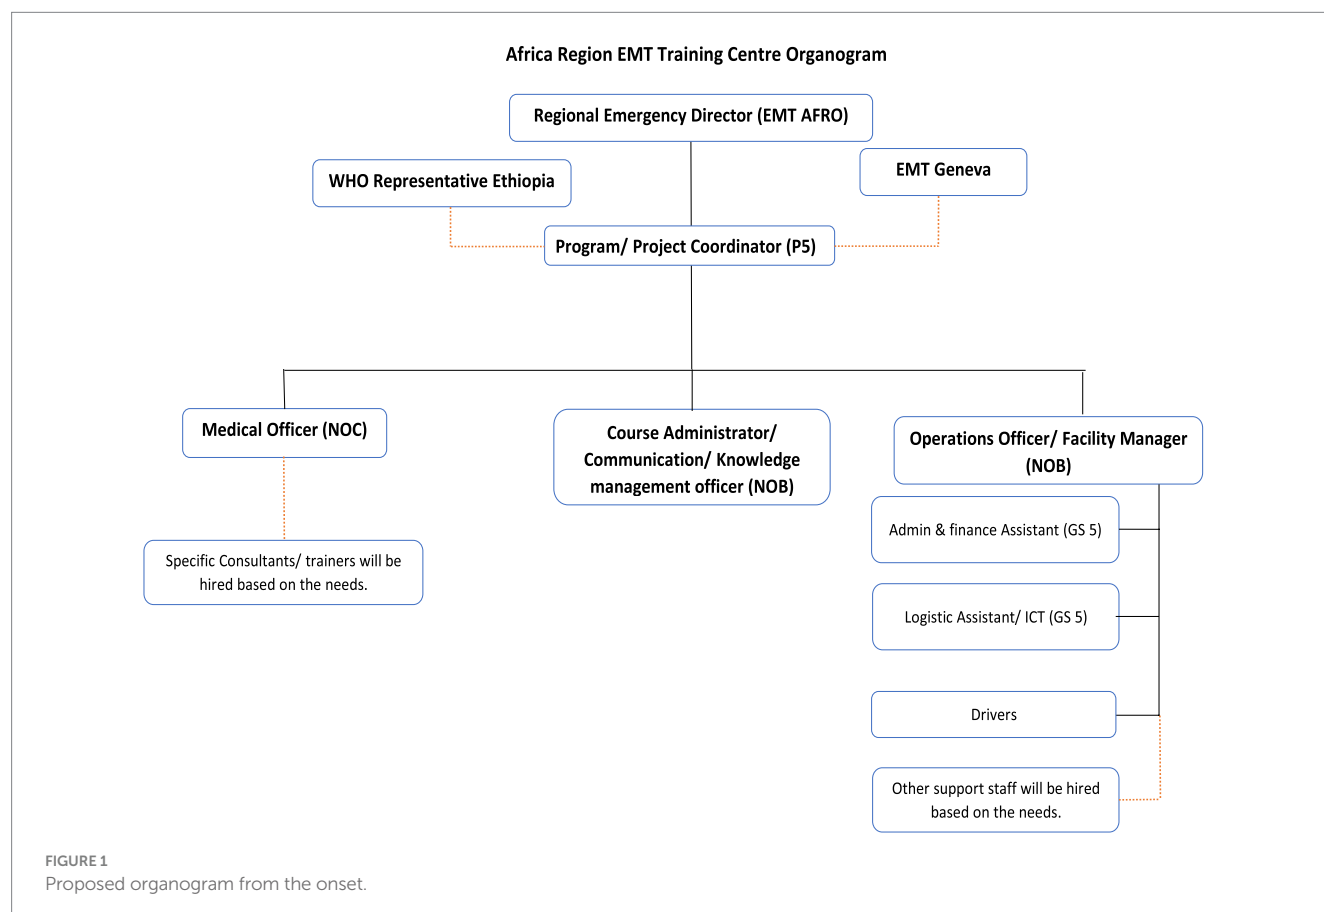 Africa Region EMT Training Centre Organogram
Regional Emergency Director (EMT AFRO)
WHO Representative Ethiopia
EMT Geneva
Program/ Project Coordinator (P5)
Medical Officer (NOC)
Course Administrator/
Communication/ Knowledge
management officer (NOB)
Operations Officer/ Facility Manager
(NOB)
Specific Consultants/ trainers will be
hired based on the needs.
Admin & finance Assistant (GS 5)
Logistic Assistant/ ICT (GS 5)
Drivers
Other support staff will be hired
based on the needs.
FIGURE 1
Proposed organogram from the onset.